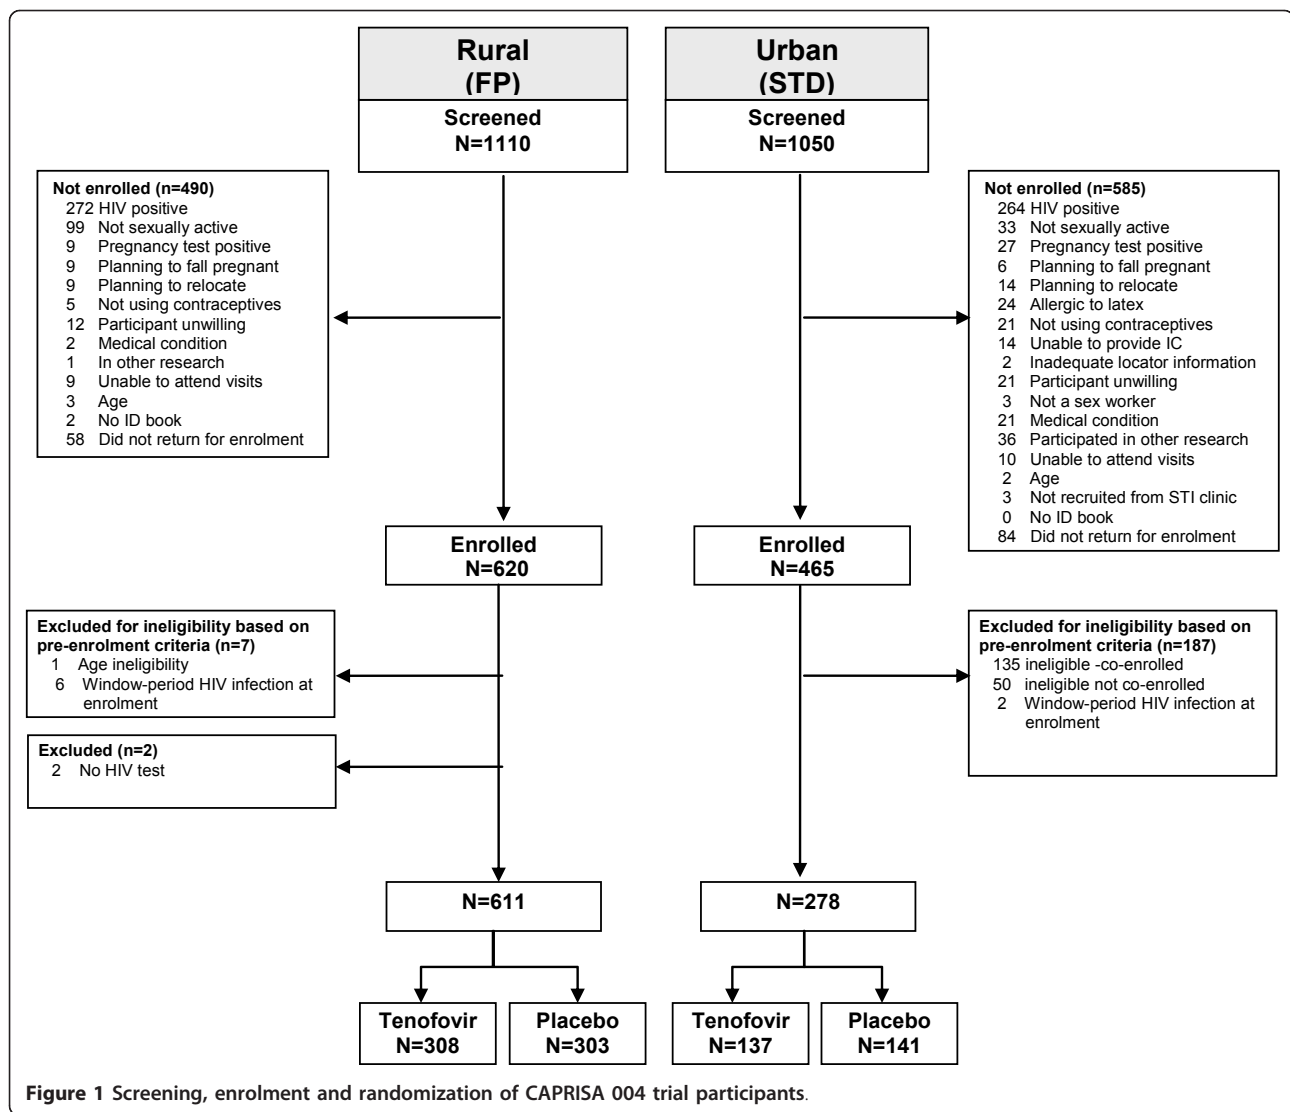 Rural
(FP)
Screened
N=1110
Urban
(STD)
Screened
N=1050
Not enrolled (n=490)
272 HIV positive
99 Not sexually active
9 Pregnancy test positive
9 Planning to fall pregnant
9 Planning to relocate
5 Not using contraceptives
12 Participant unwilling
2 Medical condition
1 In other research
9 Unable to attend visits
3 Age
2 No ID book
58 Did not return for enrolment
Not enrolled (n=585)
264 HIV positive
33 Not sexually active
27 Pregnancy test positive
6 Planning to fall pregnant
14 Planning to relocate
24 Allergic to latex
21 Not using contraceptives
14 Unable to provide IC
2 Inadequate locator information
21 Participant unwilling
3 Not a sex worker
21 Medical condition
36 Participated in other research
10 Unable to attend visits
2 Age
3 Not recruited from STI clinic
0 No ID book
84 Did not return for enrolment
Enrolled
N=620
Enrolled
N=465
Excluded for ineligibility based on
pre-enrolment criteria (n=7)
1 Age ineligibility
6 Window-period HIV infection at
enrolment
Excluded for ineligibility based on
pre-enrolment criteria (n=187)
135 ineligible -co-enrolled
50 ineligible not co-enrolled
2 Window-period HIV infection at
enrolment
Excluded (n=2)
2 No HIV test
N=611
N=278
Tenofovir
N=308
Placebo
N=303
Tenofovir
N=137
Placebo
N=141
Figure 1 Screening, enrolment and randomization of CAPRISA 004 trial participants.